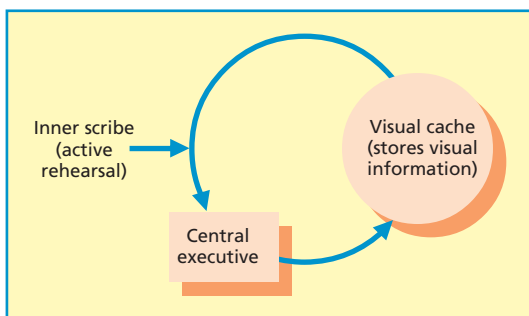 Inner scribe
(active
rehearsal)
Visual cache
(stores visual
information)
Central
executive